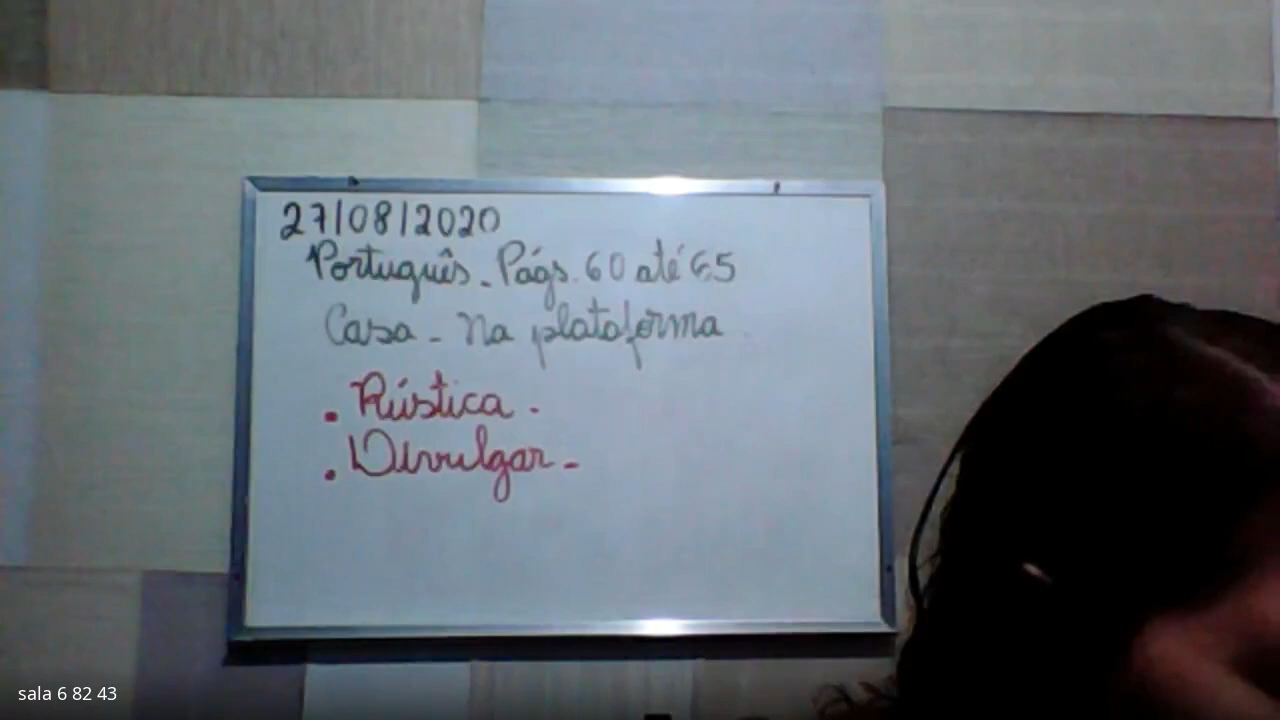 27/08/2020
Português. Págs. 60 até 65
Casa - Na plataforma
. Rústica -
. Divulgar -
sala 6 82 43